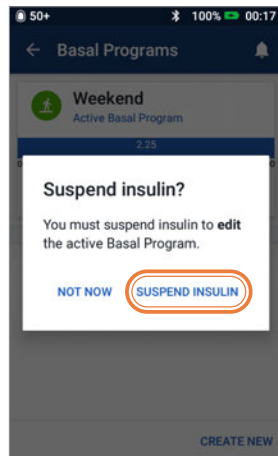 50+ 100% 00:17
Basal Programs
Weekend
Active Basal Program
2.25
Suspend insulin?
You must suspend insulin to edit
the active Basal Program.
NOT NOW SUSPEND INSULIN
CREATE NEW